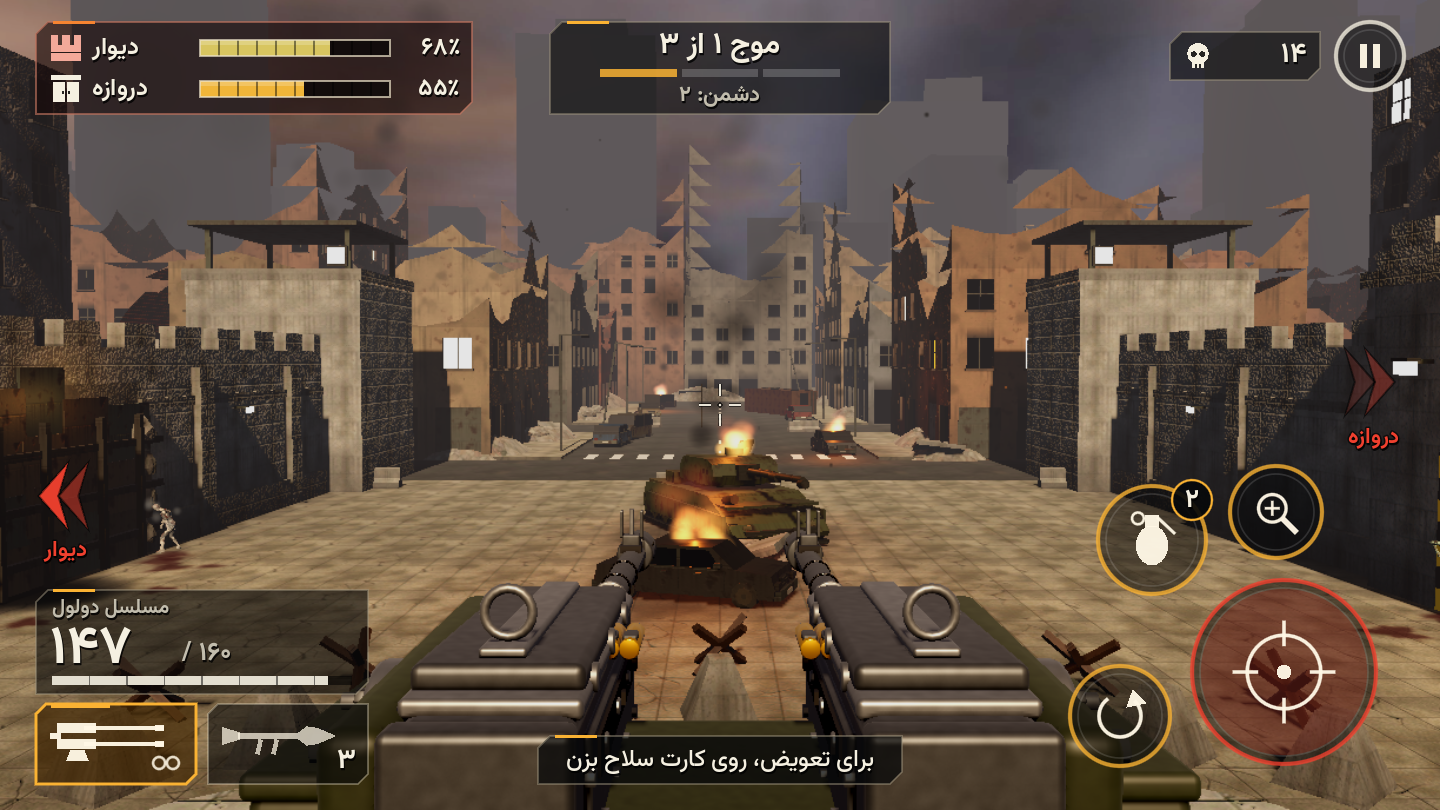 دیوار ۶۸٪
دروازه ۵۵٪
موج ۱ از ۳
دشمن: ۲
۱۴
دروازه
دیوار
۲
مسلسل دولول
۱۴۷ / ۱۶۰
∞
۳
برای تعویض، روی کارت سلاح بزن